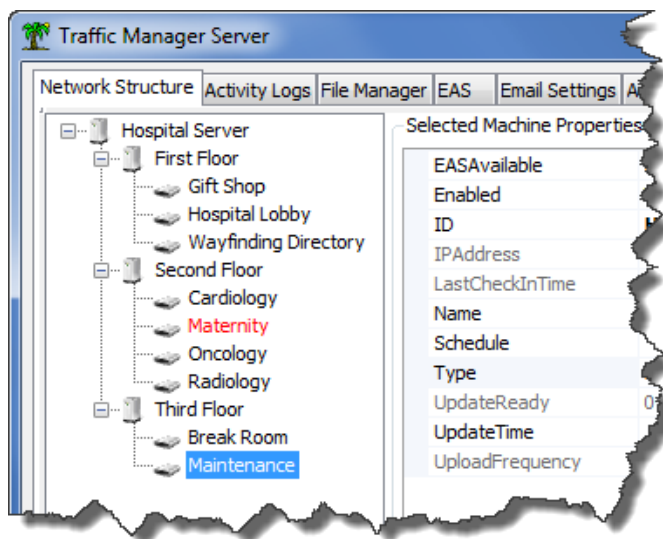 Traffic Manager Server
Network Structure Activity Logs File Manager EAS Email Settings
Hospital Server
First Floor
Gift Shop
Hospital Lobby
Wayfinding Directory
Second Floor
Cardiology
Maternity
Oncology
Radiology
Third Floor
Break Room
Maintenance
Selected Machine Properties
EASAvailable
Enabled
ID
IPAddress
LastCheckInTime
Name
Schedule
Type
UpdateReady 0
UpdateTime
UploadFrequency